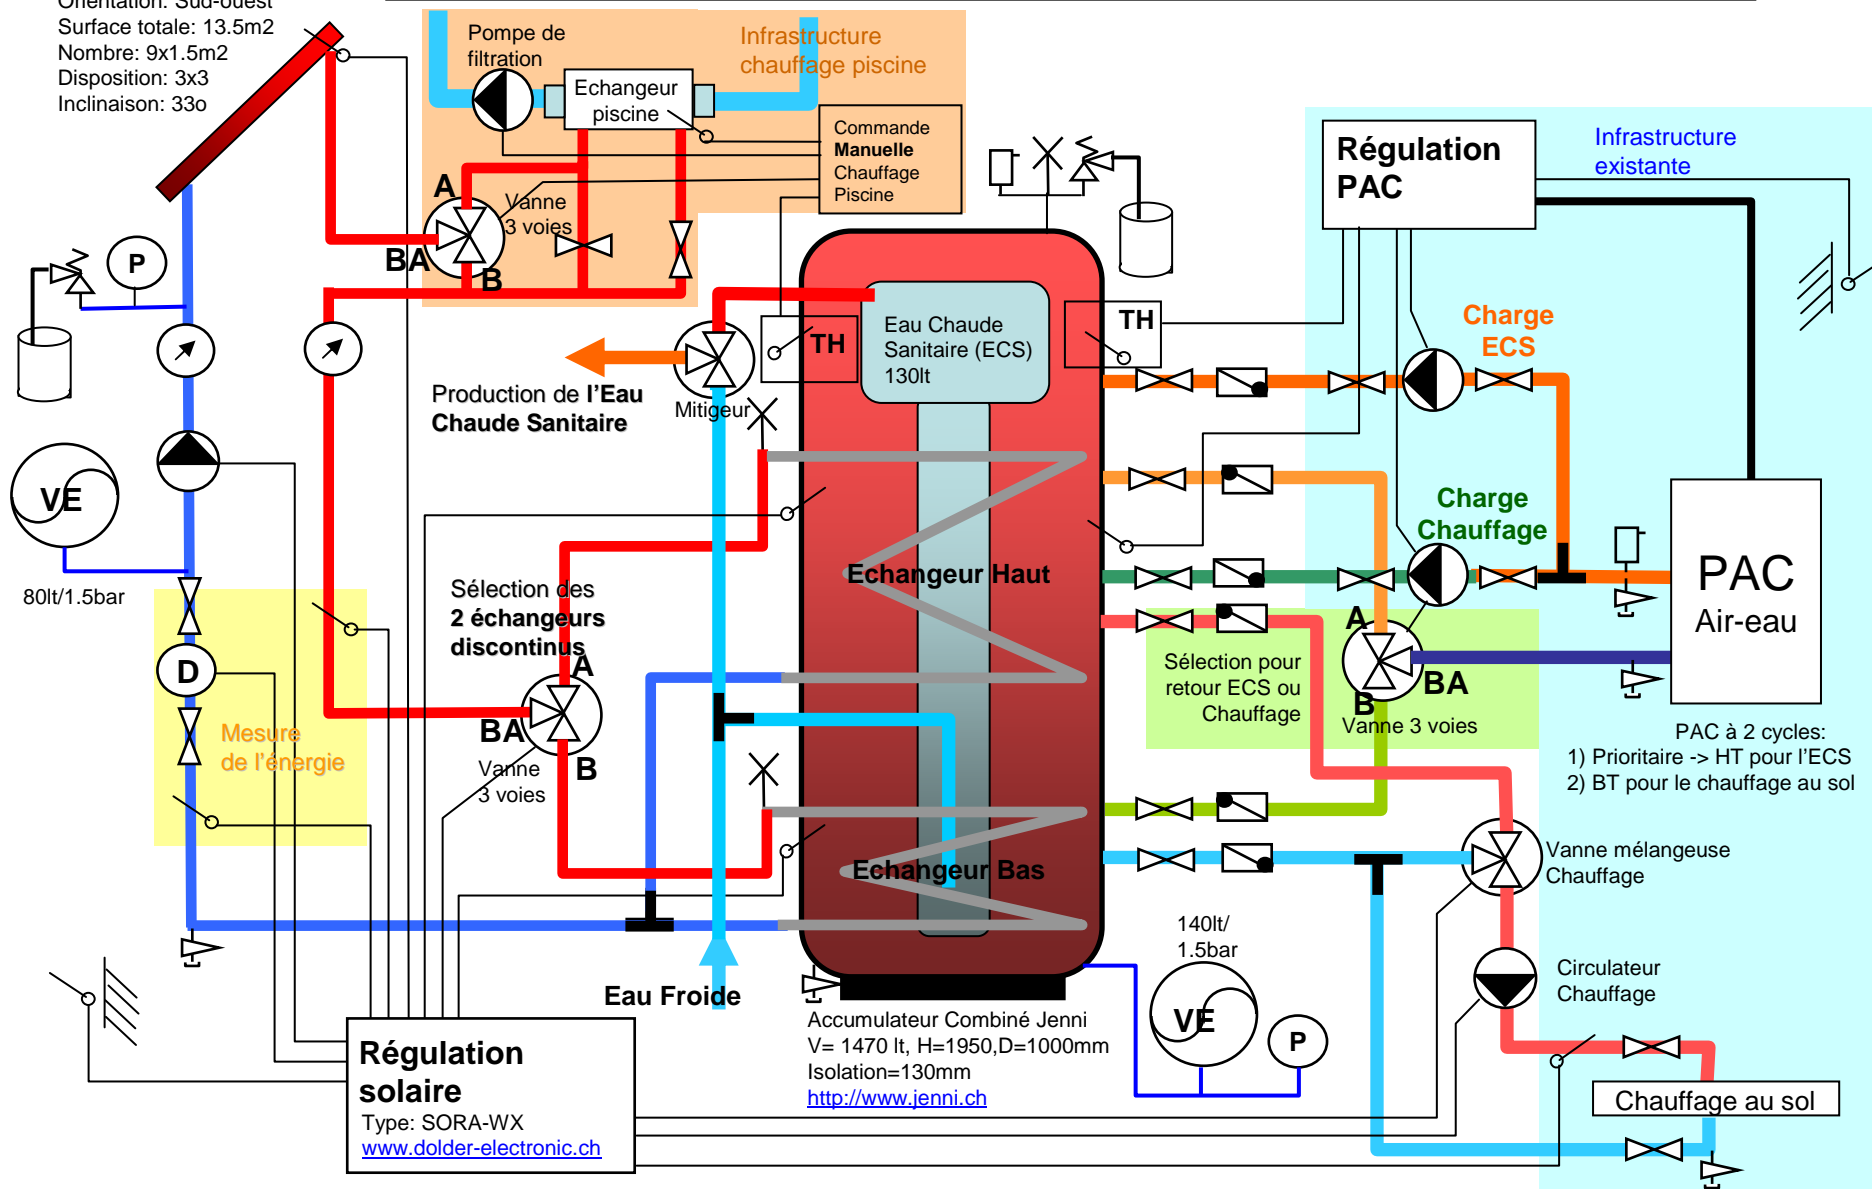 Orientation: Sud-ouest
Surface totale: 13.5m2
Nombre: 9x1.5m2
Disposition: 3x3
Inclinaison: 33o
Pompe de
filtration
Infrastructure
chauffage piscine
Echangeur
piscine
Commande
Manuelle
Chauffage
Piscine
A
Vanne
3 voies
BA
B
P
VE
80lt/1.5bar
D
Mesure
de l'énergie
Production de l'Eau
Chaude Sanitaire
Mitigeur
TH
Eau Chaude
Sanitaire (ECS)
130lt
TH
Sélection des
2 échangeurs
discontinus
A
BA
B
Vanne
3 voies
Echangeur Haut
Echangeur Bas
Eau Froide
Régulation
solaire
Type: SORA-WX
www.dolder-electronic.ch
Accumulateur Combiné Jenni
V= 1470 lt, H=1950,D=1000mm
Isolation=130mm
http://www.jenni.ch
140lt/
1.5bar
VE
P
Régulation
PAC
Infrastructure
existante
Charge
ECS
Charge
Chauffage
PAC
Air-eau
A
BA
B
Sélection pour
retour ECS ou
Chauffage
Vanne 3 voies
PAC à 2 cycles:
1) Prioritaire -> HT pour l'ECS
2) BT pour le chauffage au sol
Vanne mélangeuse
Chauffage
Circulateur
Chauffage
Chauffage au sol